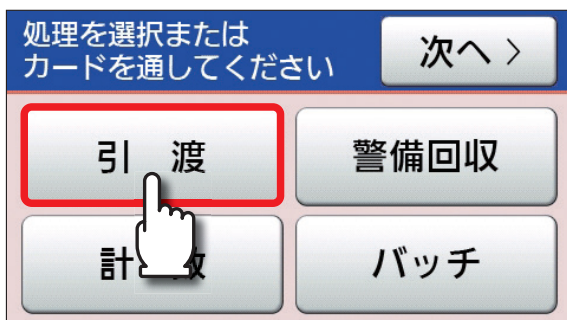 処理を選択または
カードを通してください
次へ 〉
引 渡
警備回収
計 数
バッチ